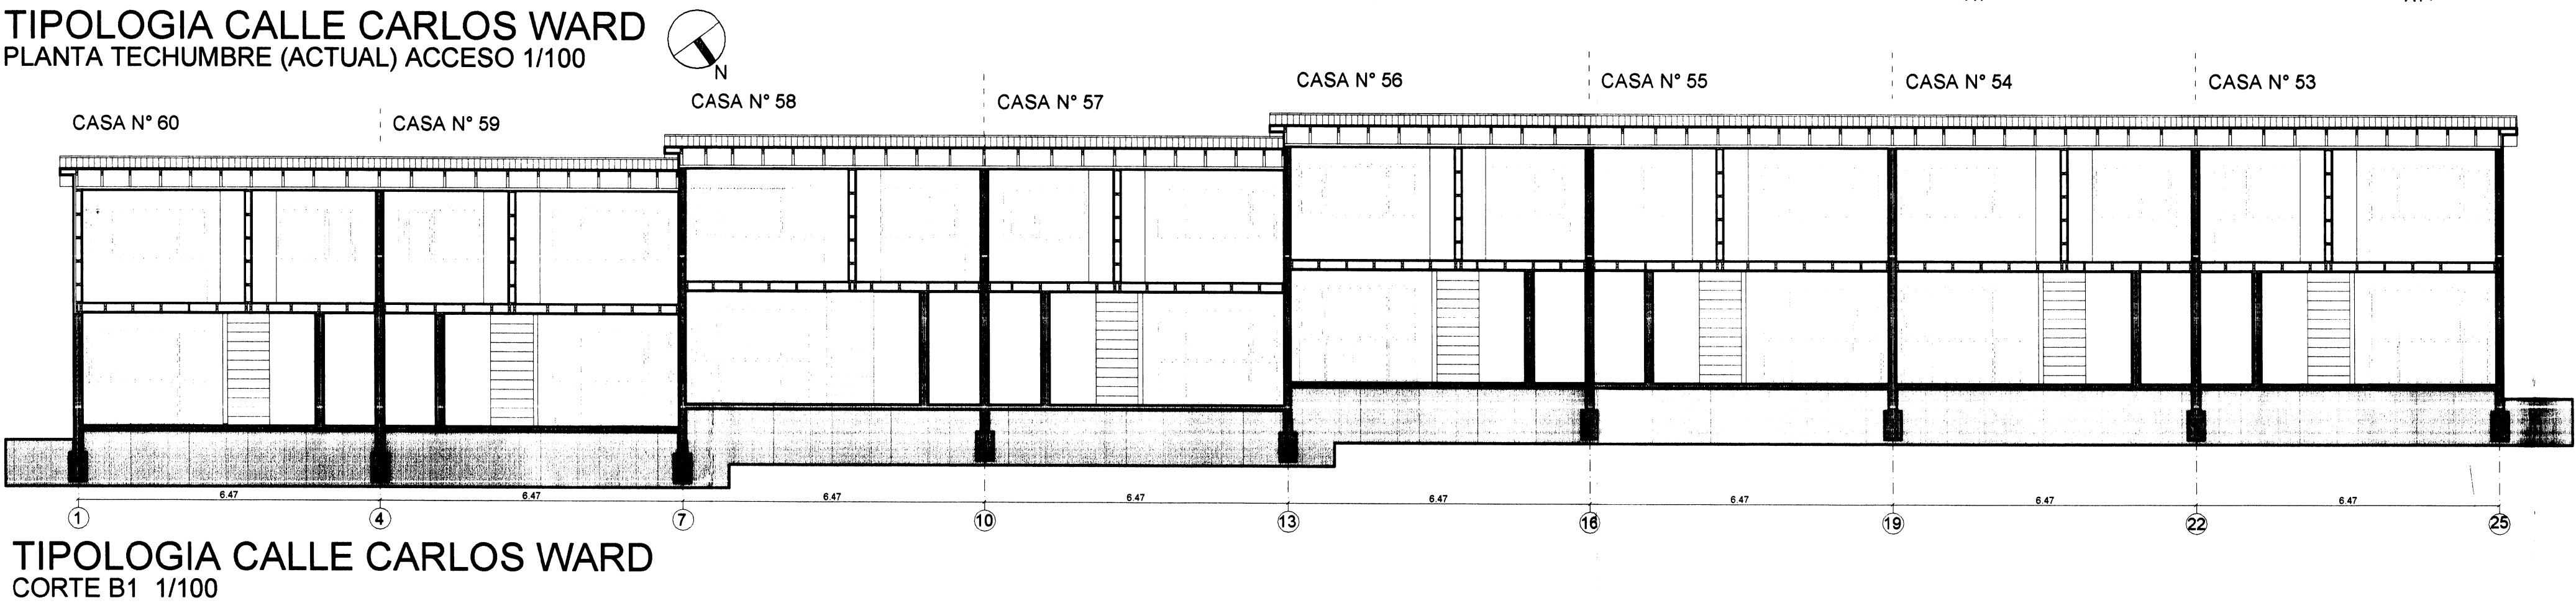 TIPOLOGIA CALLE CARLOS WARD
PLANTA TECHUMBRE (ACTUAL) ACCESO 1/100
N
CASA N° 60
CASA N° 59
CASA N° 58
CASA N° 57
CASA N° 56
CASA N° 55
CASA N° 54
CASA N° 53
6.47
6.47
6.47
6.47
6.47
6.47
6.47
6.47
1
4
7
10
13
16
19
22
25
TIPOLOGIA CALLE CARLOS WARD
CORTE B1 1/100